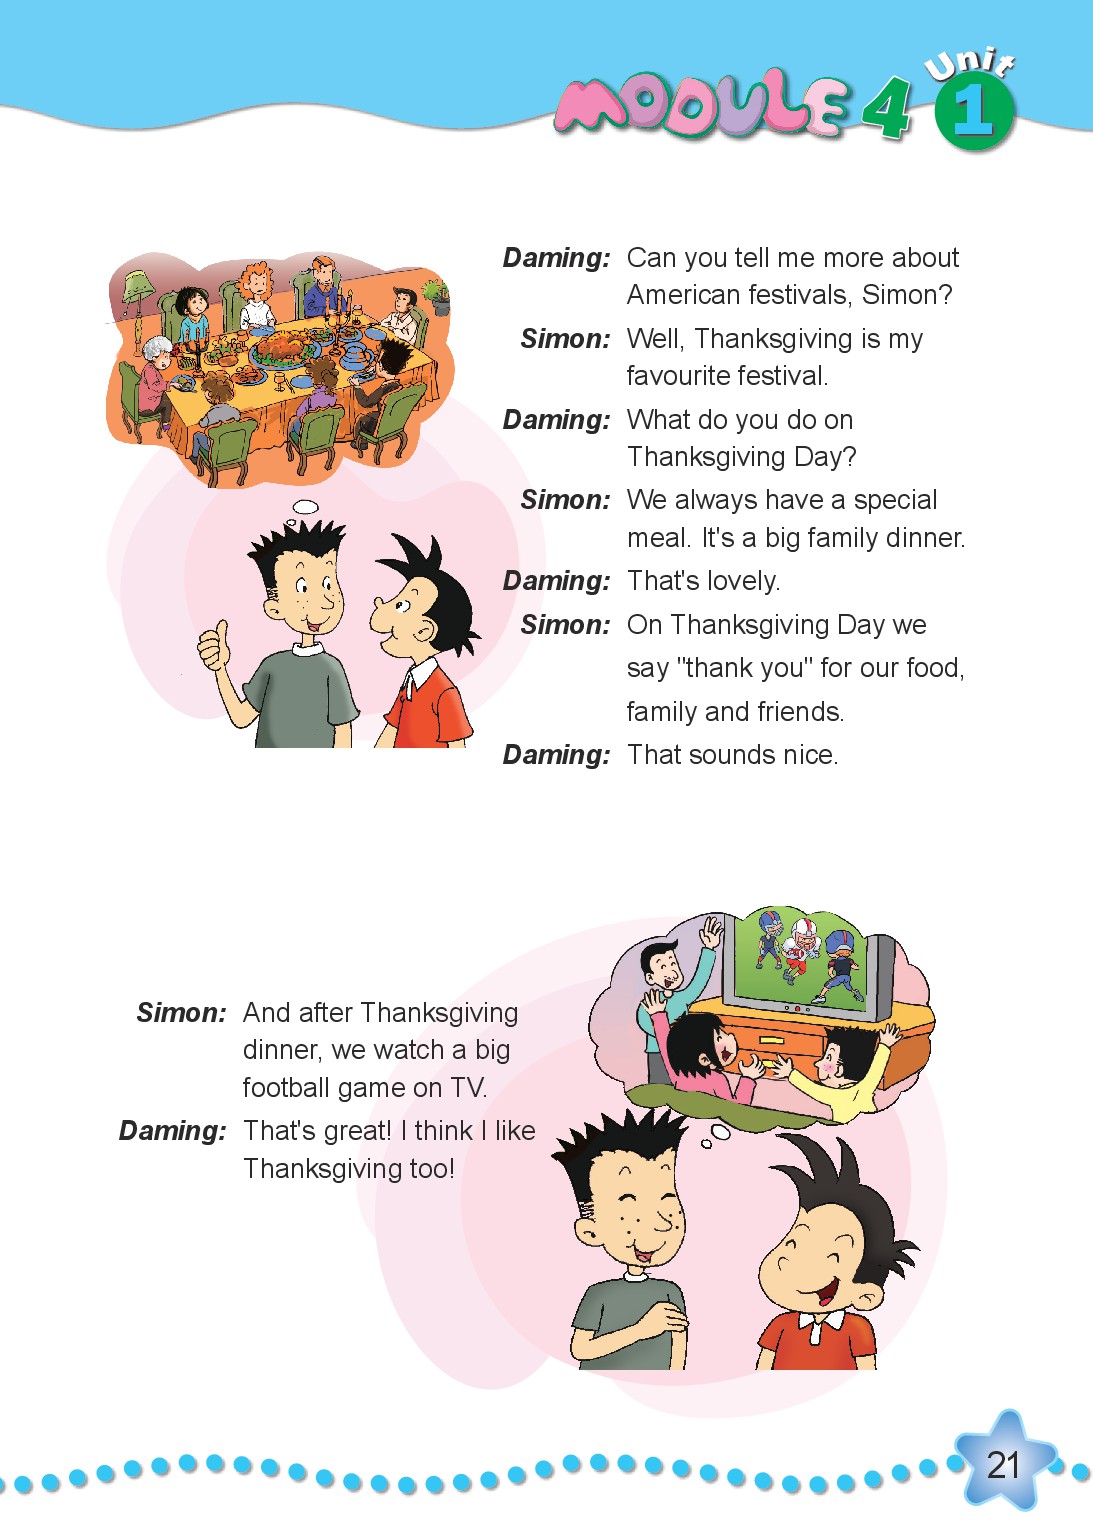 MODULE 4 Unit 1
Daming: Can you tell me more about
American festivals, Simon?
Simon: Well, Thanksgiving is my
favourite festival.
Daming: What do you do on
Thanksgiving Day?
Simon: We always have a special
meal. It's a big family dinner.
Daming: That's lovely.
Simon: On Thanksgiving Day we
say "thank you" for our food,
family and friends.
Daming: That sounds nice.
Simon: And after Thanksgiving
dinner, we watch a big
football game on TV.
Daming: That's great! I think I like
Thanksgiving too!
21